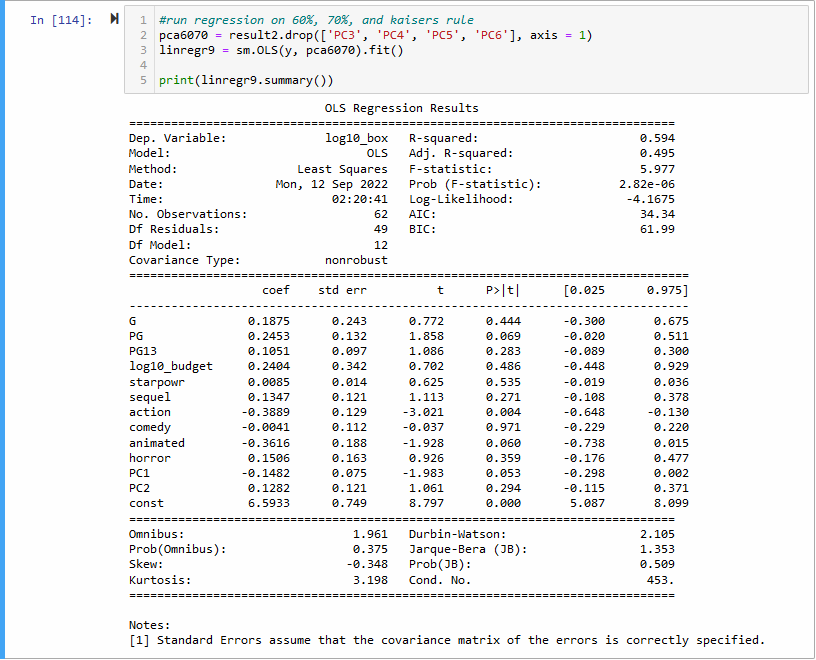 In [114]:
1 #run regression on 60%, 70%, and kaisers rule
2 pca6070 = result2.drop(['PC3', 'PC4', 'PC5', 'PC6'], axis = 1)
3 linregr9 = sm.OLS(y, pca6070).fit()
4
5 print(linregr9.summary())
OLS Regression Results
==============================================================================
Dep. Variable: log10_box R-squared: 0.594
Model: OLS Adj. R-squared: 0.495
Method: Least Squares F-statistic: 5.977
Date: Mon, 12 Sep 2022 Prob (F-statistic): 2.82e-06
Time: 02:20:41 Log-Likelihood: -4.1675
No. Observations: 62 AIC: 34.34
Df Residuals: 49 BIC: 61.99
Df Model: 12
Covariance Type: nonrobust
================================================================================
coef std err t P>|t| [0.025 0.975]
--------------------------------------------------------------------------------
G 0.1875 0.243 0.772 0.444 -0.300 0.675
PG 0.2453 0.132 1.858 0.069 -0.020 0.511
PG13 0.1051 0.097 1.086 0.283 -0.089 0.300
log10_budget 0.2404 0.342 0.702 0.486 -0.448 0.929
starpowr 0.0085 0.014 0.625 0.535 -0.019 0.036
sequel 0.1347 0.121 1.113 0.271 -0.108 0.378
action -0.3889 0.129 -3.021 0.004 -0.648 -0.130
comedy -0.0041 0.112 -0.037 0.971 -0.229 0.220
animated -0.3616 0.188 -1.928 0.060 -0.738 0.015
horror 0.1506 0.163 0.926 0.359 -0.176 0.477
PC1 -0.1482 0.075 -1.983 0.053 -0.298 0.002
PC2 0.1282 0.121 1.061 0.294 -0.115 0.371
const 6.5933 0.749 8.797 0.000 5.087 8.099
==============================================================================
Omnibus: 1.961 Durbin-Watson: 2.105
Prob(Omnibus): 0.375 Jarque-Bera (JB): 1.353
Skew: -0.348 Prob(JB): 0.509
Kurtosis: 3.198 Cond. No. 453.
==============================================================================
Notes:
[1] Standard Errors assume that the covariance matrix of the errors is correctly specified.